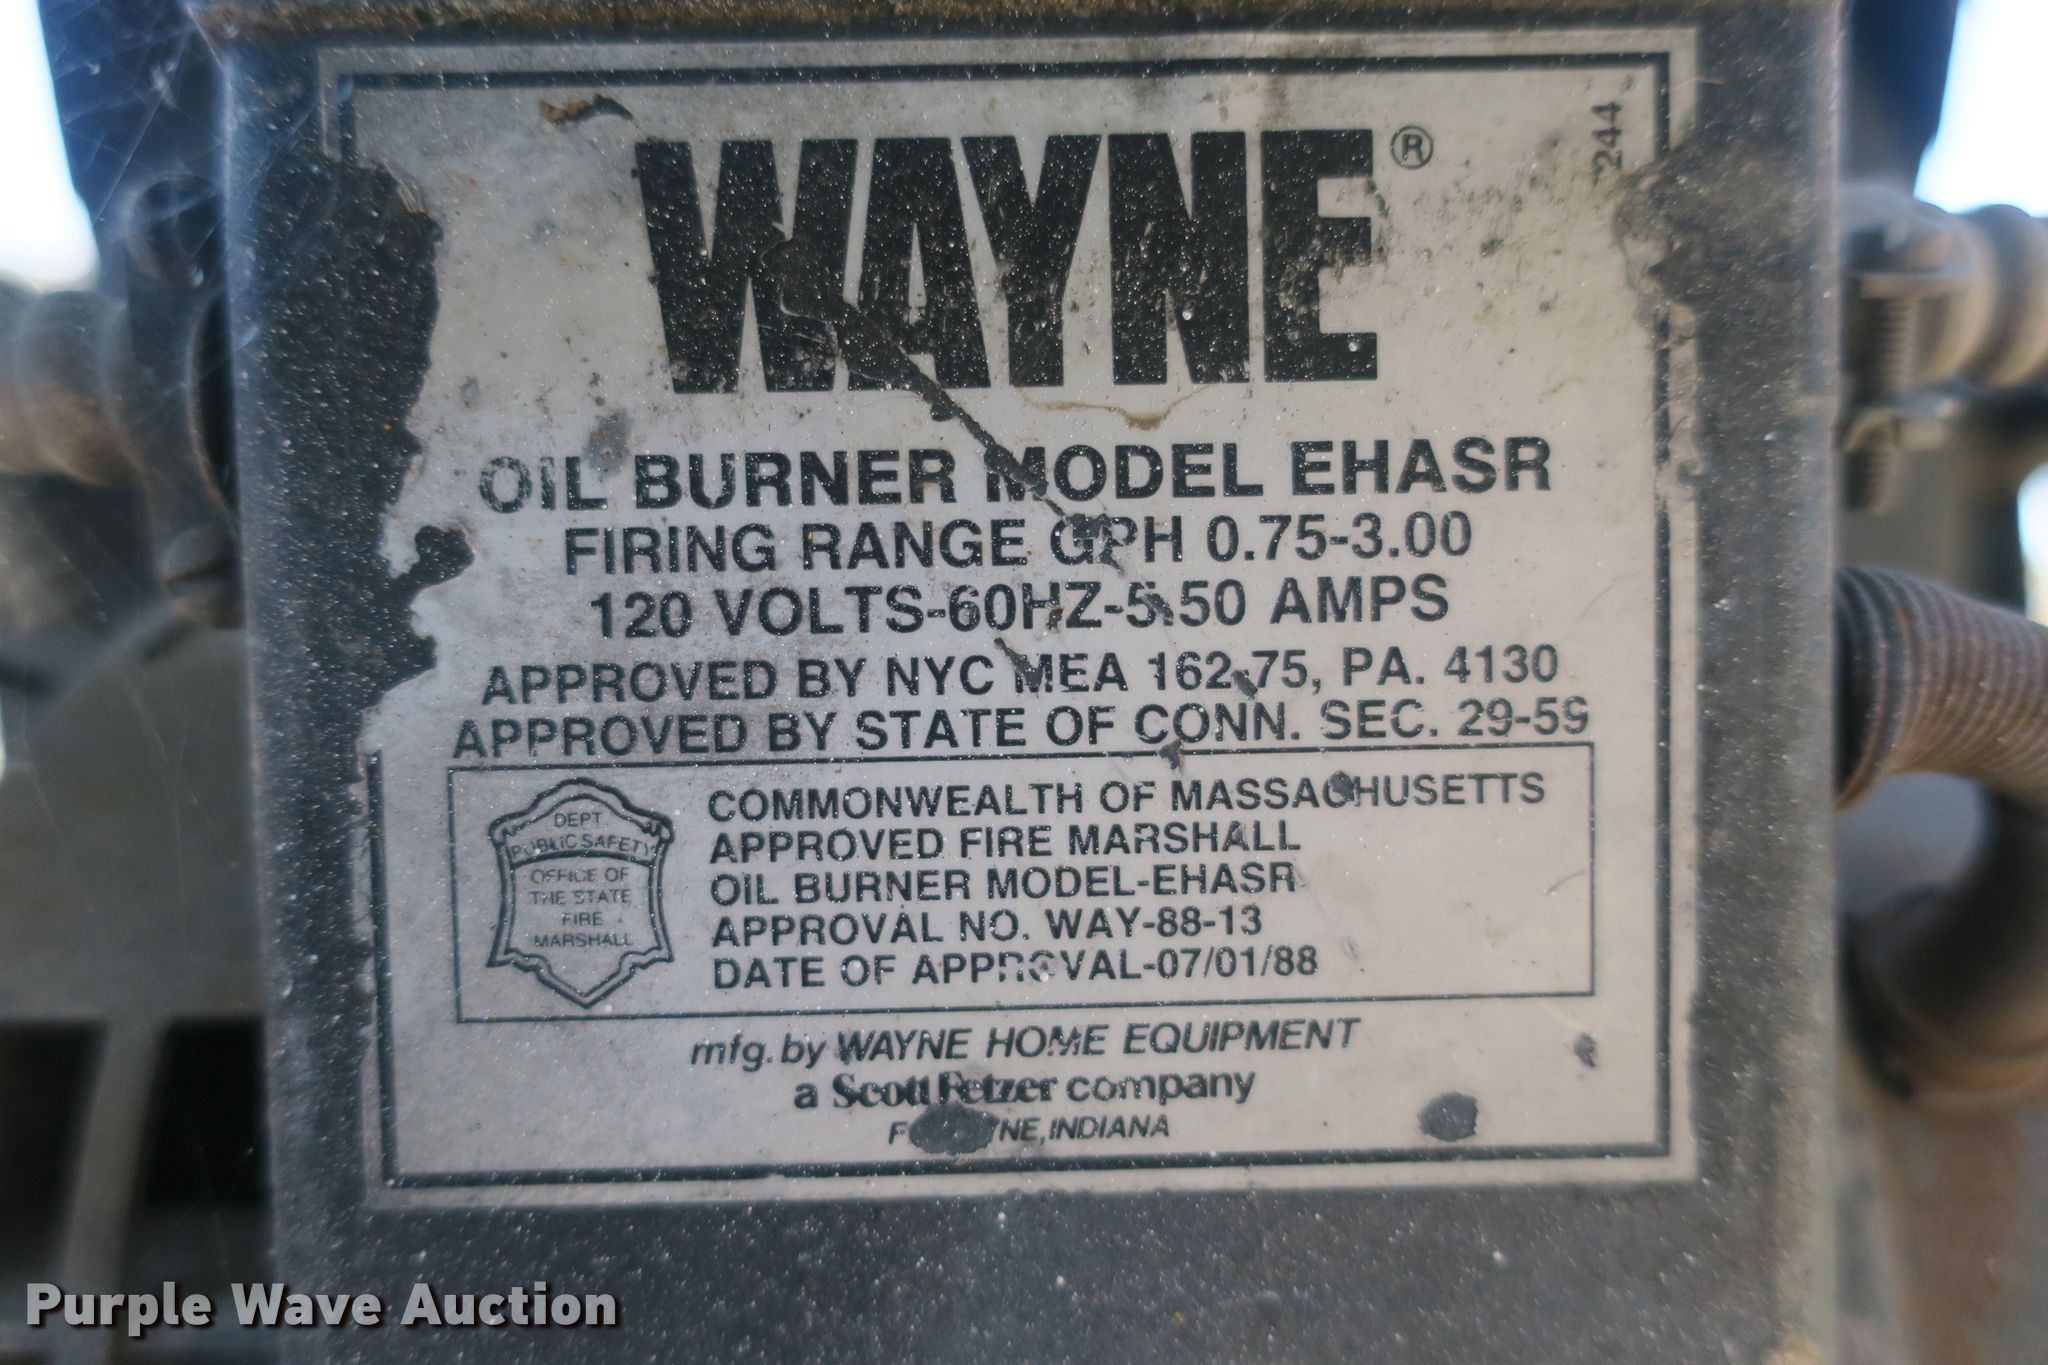 WAYNE®
244
OIL BURNER MODEL EHASR
FIRING RANGE GPH 0.75-3.00
120 VOLTS-60HZ-5.50 AMPS
APPROVED BY NYC MEA 162-75, PA. 4130
APPROVED BY STATE OF CONN. SEC. 29-59
DEPT.
PUBLIC SAFETY
OFFICE OF
THE STATE
FIRE
MARSHALL
COMMONWEALTH OF MASSACHUSETTS
APPROVED FIRE MARSHALL
OIL BURNER MODEL-EHASR
APPROVAL NO. WAY-88-13
DATE OF APPROVAL-07/01/88
mfg. by WAYNE HOME EQUIPMENT
a Scott Fetzer company
INDIANA
Purple Wave Auction